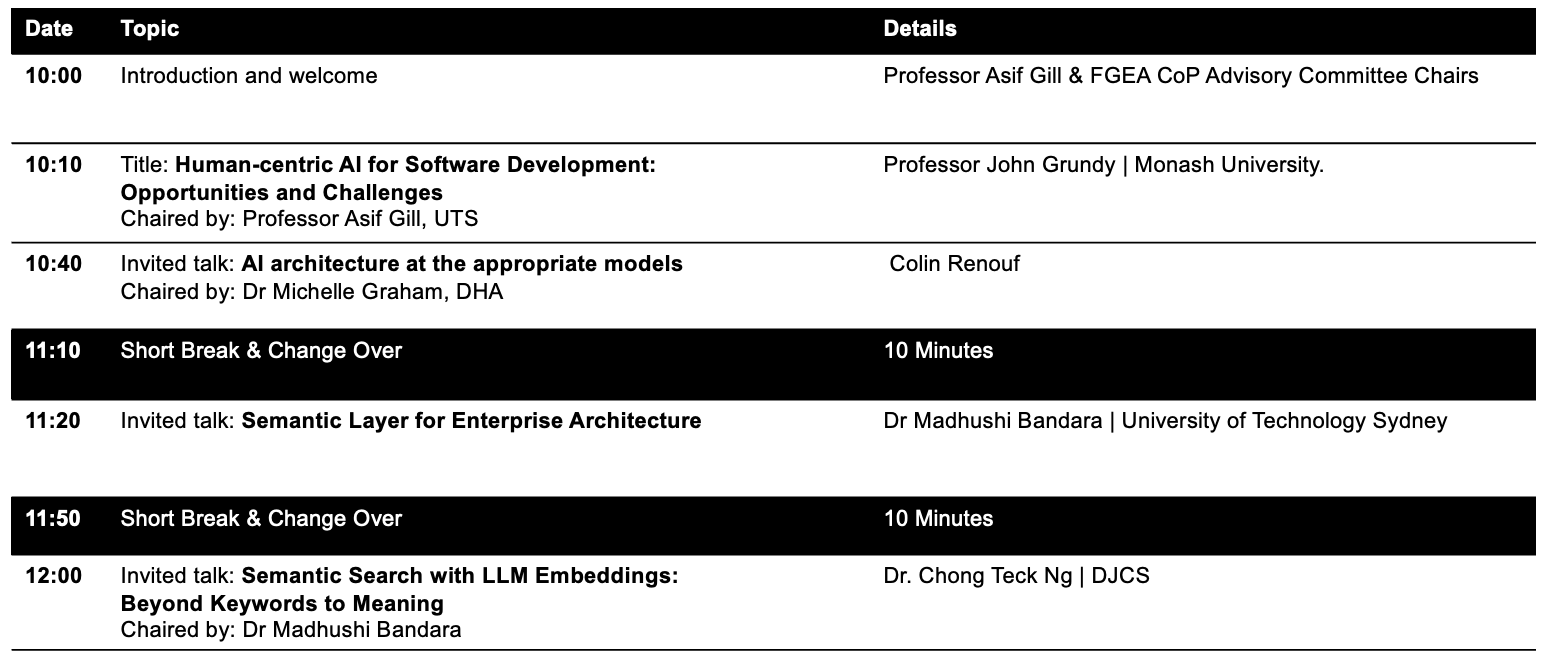 Date Topic Details
10:00 Introduction and welcome Professor Asif Gill & FGEA CoP Advisory Committee Chairs
10:10 Title: Human-centric AI for Software Development: Professor John Grundy | Monash University.
Opportunities and Challenges
Chaired by: Professor Asif Gill, UTS
10:40 Invited talk: AI architecture at the appropriate models Colin Renouf
Chaired by: Dr Michelle Graham, DHA
11:10 Short Break & Change Over 10 Minutes
11:20 Invited talk: Semantic Layer for Enterprise Architecture Dr Madhushi Bandara | University of Technology Sydney
11:50 Short Break & Change Over 10 Minutes
12:00 Invited talk: Semantic Search with LLM Embeddings: Dr. Chong Teck Ng | DJCS
Beyond Keywords to Meaning
Chaired by: Dr Madhushi Bandara